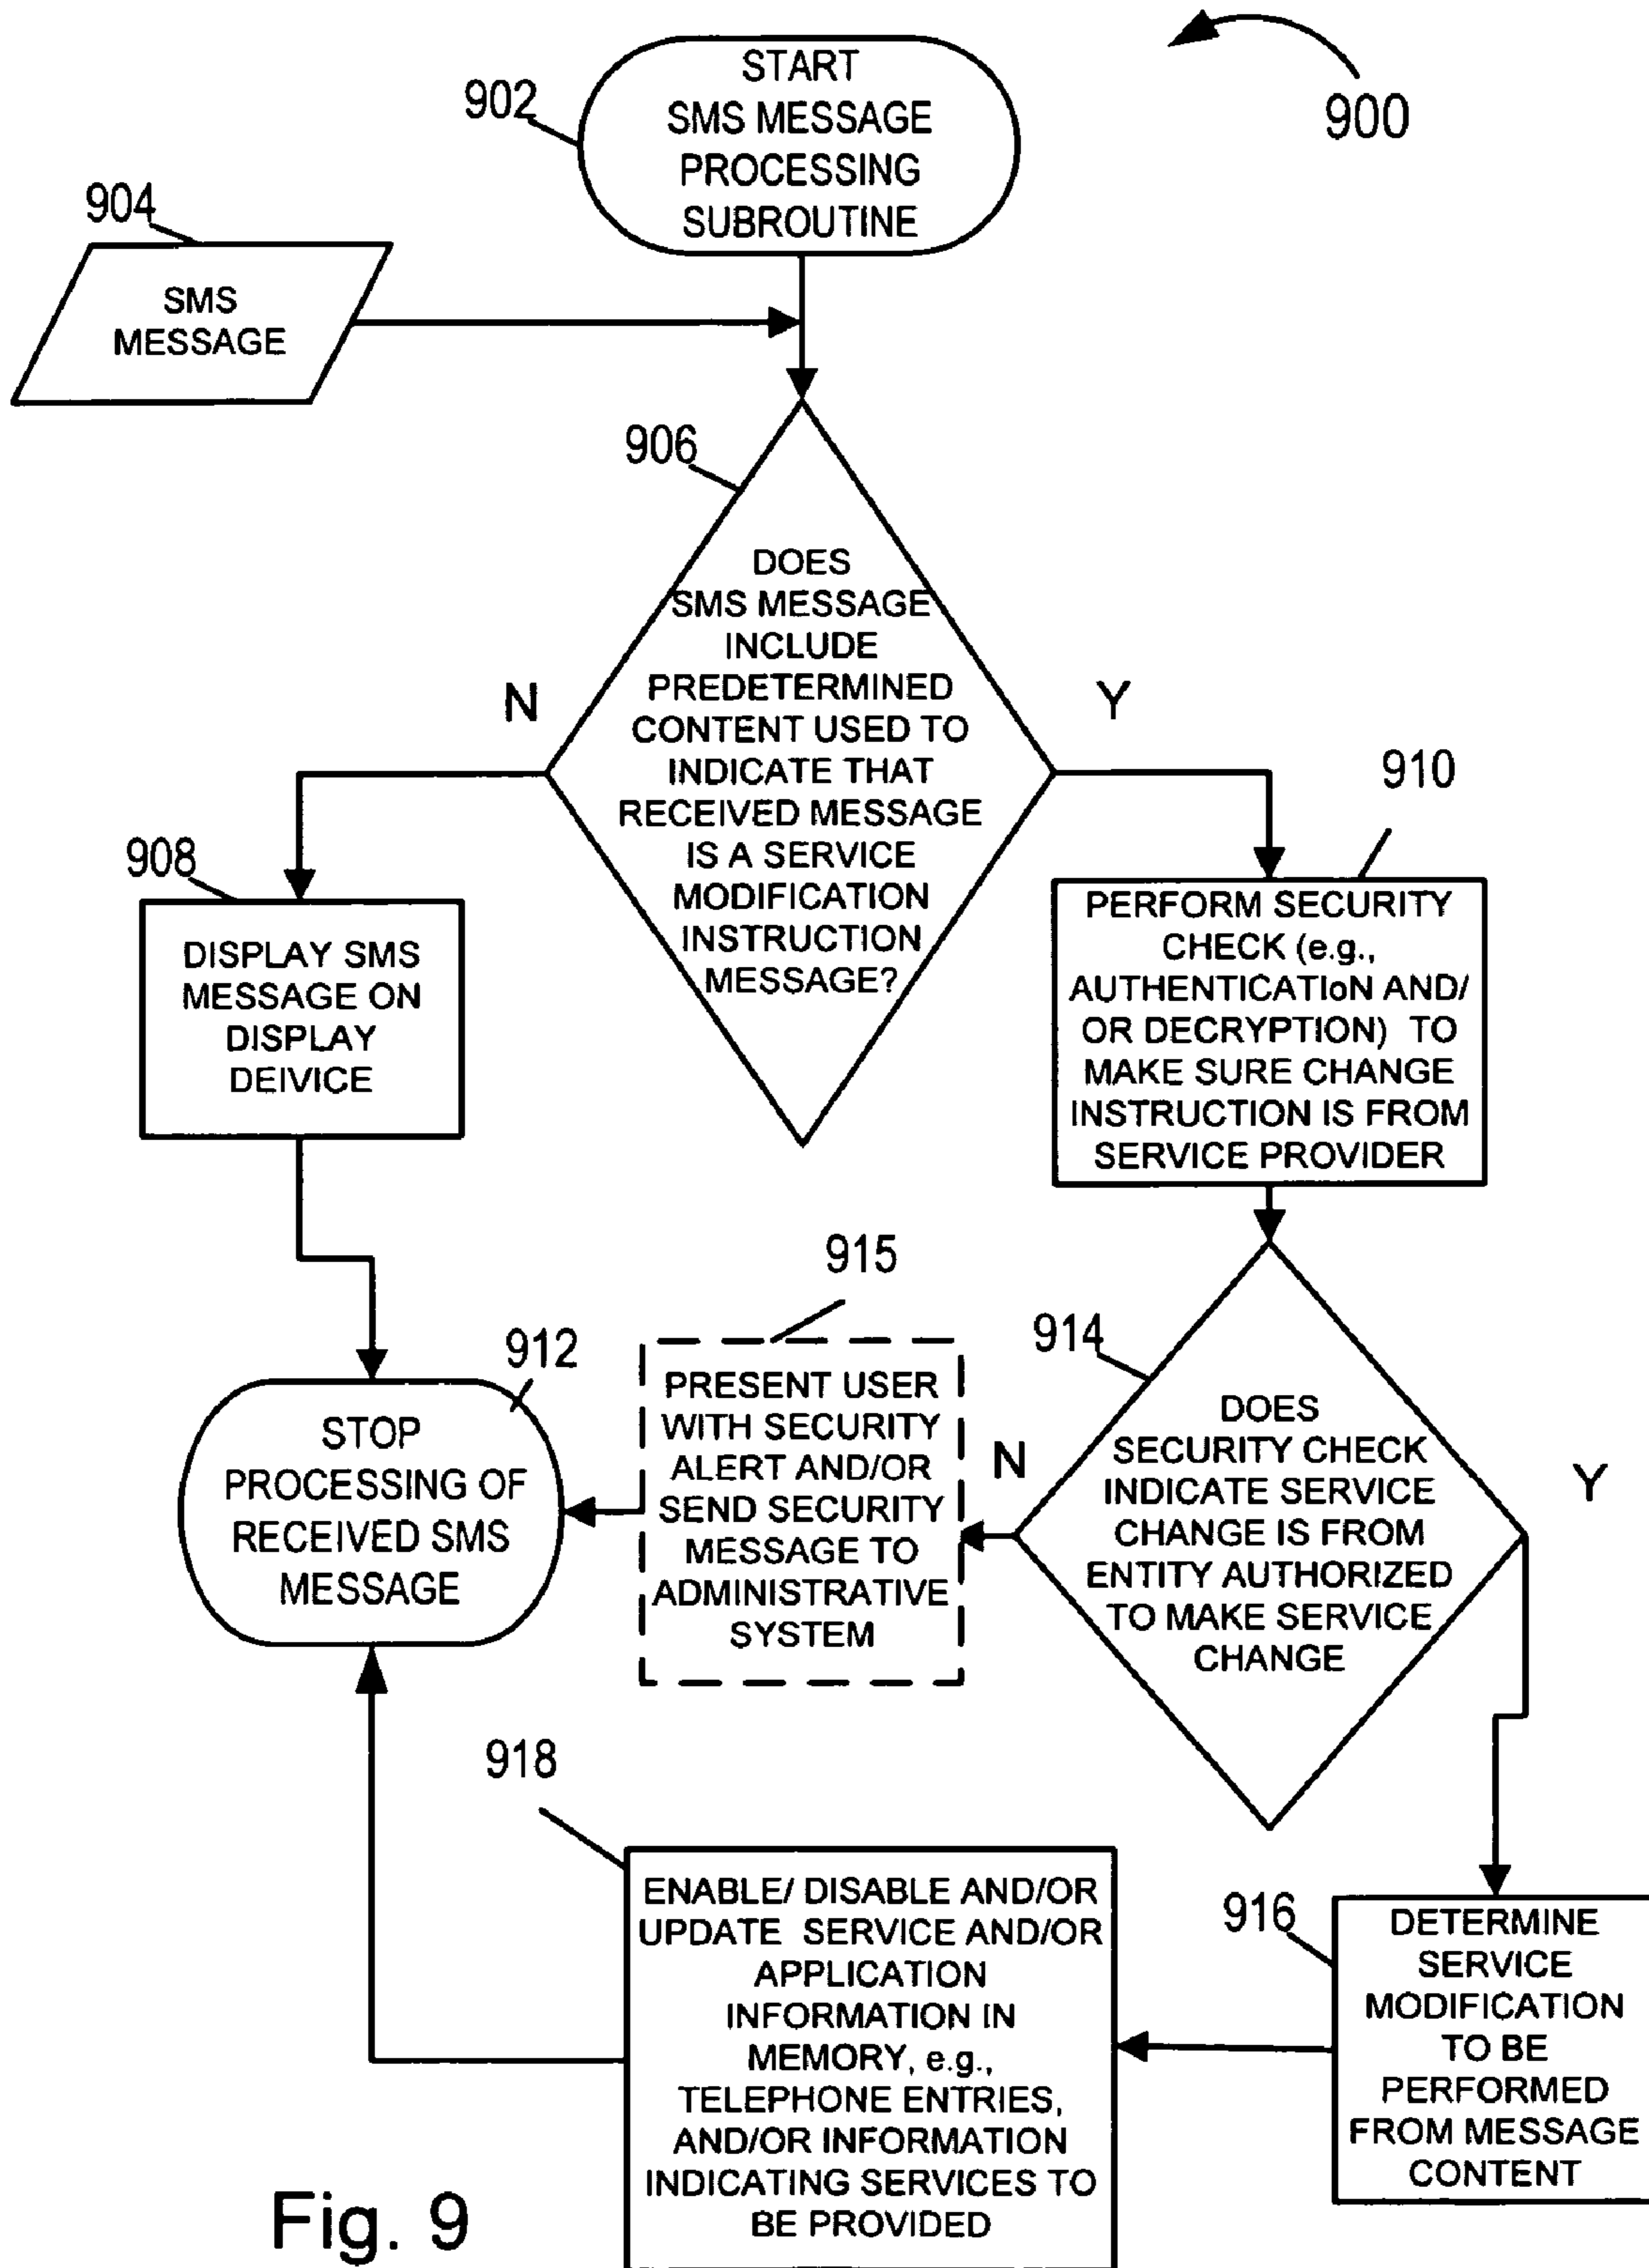 900
902
START
SMS MESSAGE
PROCESSING
SUBROUTINE
904
SMS
MESSAGE
906
DOES
SMS MESSAGE
INCLUDE
PREDETERMINED
CONTENT USED TO
INDICATE THAT
RECEIVED MESSAGE
IS A SERVICE
MODIFICATION
INSTRUCTION
MESSAGE?
N
Y
908
DISPLAY SMS
MESSAGE ON
DISPLAY
DEIVICE
910
PERFORM SECURITY
CHECK (e.g.,
AUTHENTICATIoN AND/
OR DECRYPTION) TO
MAKE SURE CHANGE
INSTRUCTION IS FROM
SERVICE PROVIDER
912
STOP
PROCESSING OF
RECEIVED SMS
MESSAGE
915
PRESENT USER
WITH SECURITY
ALERT AND/OR
SEND SECURITY
MESSAGE TO
ADMINISTRATIVE
SYSTEM
914
DOES
SECURITY CHECK
INDICATE SERVICE
CHANGE IS FROM
ENTITY AUTHORIZED
TO MAKE SERVICE
CHANGE
N
Y
918
ENABLE/ DISABLE AND/OR
UPDATE SERVICE AND/OR
APPLICATION
INFORMATION IN
MEMORY, e.g.,
TELEPHONE ENTRIES,
AND/OR INFORMATION
INDICATING SERVICES TO
BE PROVIDED
916
DETERMINE
SERVICE
MODIFICATION
TO BE
PERFORMED
FROM MESSAGE
CONTENT
Fig. 9